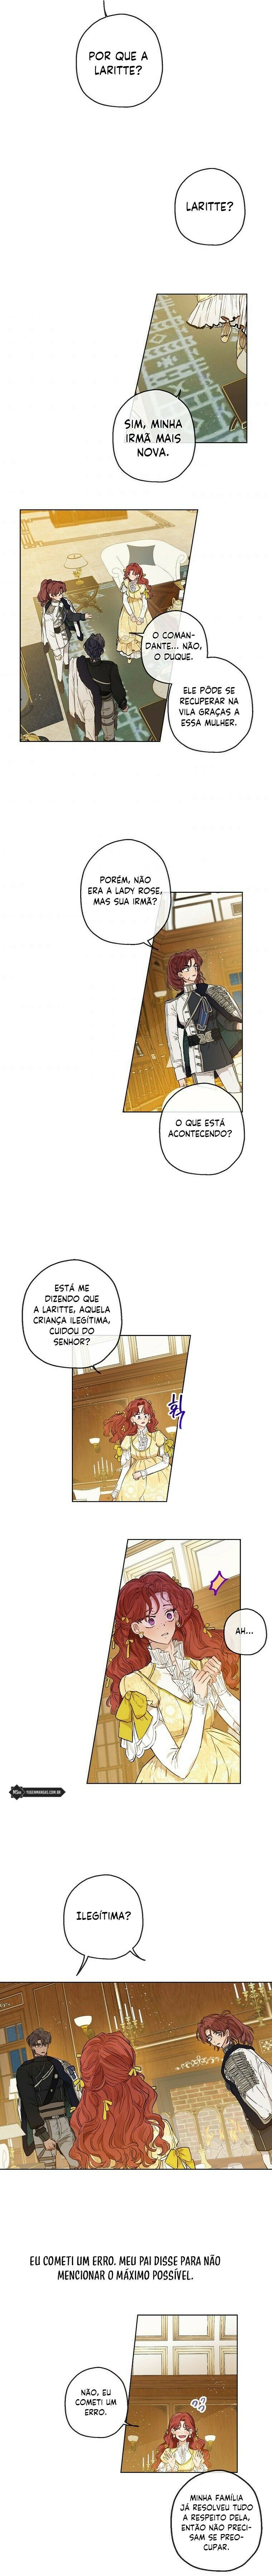 POR QUE A
LARITTE?
LARITTE?
SIM, MINHA
IRMÃ MAIS
NOVA.
O COMAN-
DANTE... NÃO,
O DUQUE.
ELE PÔDE SE
RECUPERAR NA
VILA GRAÇAS A
ESSA MULHER.
PORÉM, NÃO
ERA A LADY ROSE,
MAS SUA IRMÃ?
O QUE ESTÁ
ACONTECENDO?
ESTÁ ME
DIZENDO QUE
A LARITTE, AQUELA
CRIANÇA ILEGÍTIMA,
CUIDOU DO
SENHOR?
AH...
ILEGÍTIMA?
EU COMETI UM ERRO. MEU PAI DISSE PARA NÃO
MENCIONAR O MÁXIMO POSSÍVEL.
NÃO, EU
COMETI UM
ERRO.
MINHA FAMÍLIA
JÁ RESOLVEU TUDO
A RESPEITO DELA,
ENTÃO NÃO PRECI-
SAM SE PREO-
CUPAR.